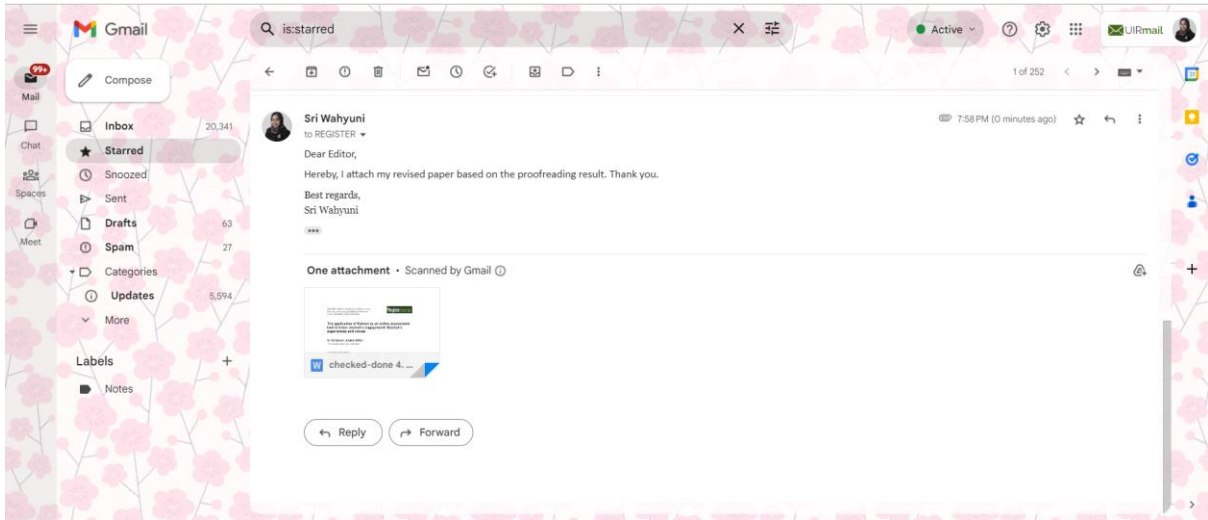 Gmail
is:starred
Active
UIRmail
99+
Mail
Compose
1 of 252
Inbox 20,341
Chat
Starred
Snoozed
Spaces
Sent
Drafts 63
Meet
Spam 27
Categories
Updates 5,594
More
Labels
Notes
Sri Wahyuni
7:58 PM (0 minutes ago)
to REGISTER
Dear Editor,
Hereby, I attach my revised paper based on the proofreading result. Thank you.
Best regards,
Sri Wahyuni
One attachment • Scanned by Gmail
W checked-done 4. ...
Reply
Forward